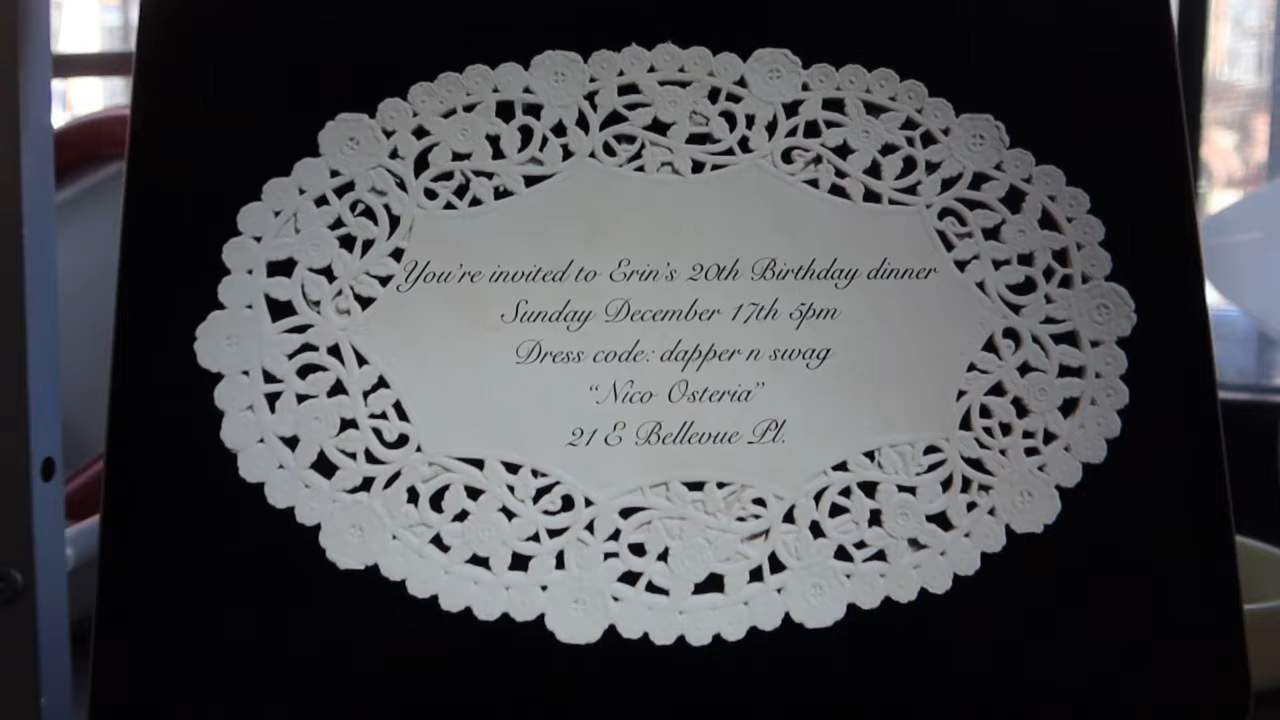 You're invited to Erin's 20th Birthday dinner
Sunday December 17th 5pm
Dress code: dapper n swag
“Nico Osteria”
21 E Bellevue Pl.